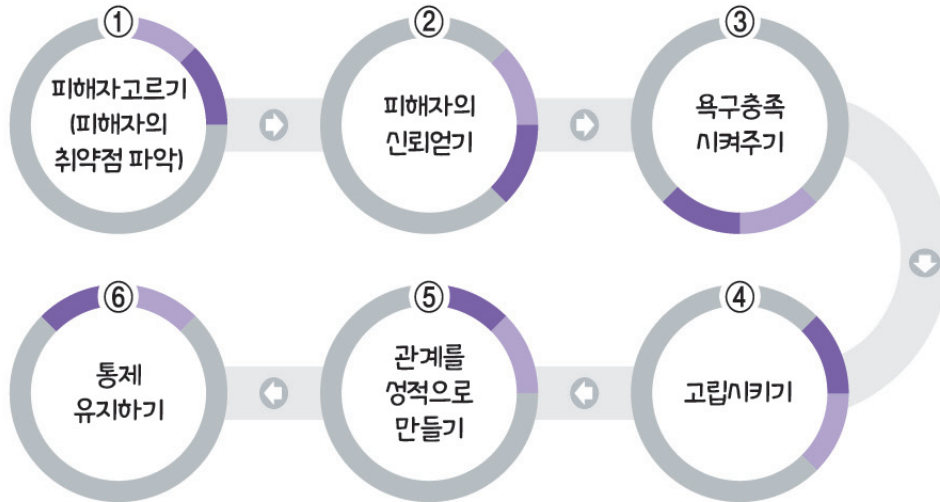 ①
피해자고르기
(피해자의
취약점 파악)
②
피해자의
신뢰얻기
③
욕구충족
시켜주기
④
고립시키기
⑤
관계를
성적으로
만들기
⑥
통제
유지하기